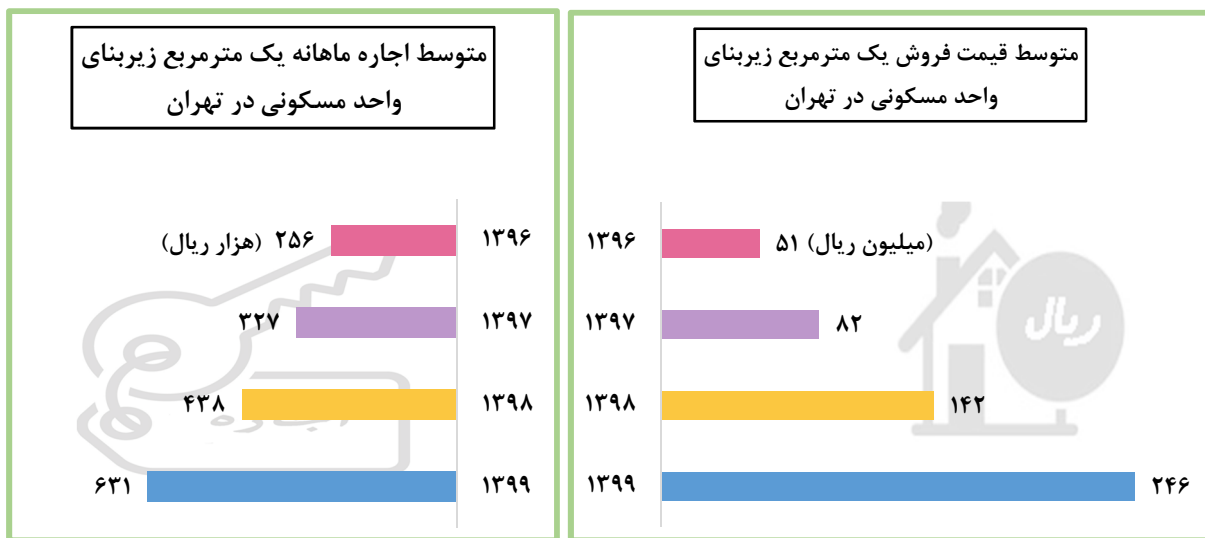 متوسط قیمت فروش یک مترمربع زیربنای
واحد مسکونی در تهران
۱۳۹۶ ۵۱ (میلیون ریال)
۱۳۹۷ ۸۲
۱۳۹۸ ۱۴۲
۱۳۹۹ ۲۴۶
ریال
متوسط اجاره ماهانه یک مترمربع زیربنای
واحد مسکونی در تهران
۱۳۹۶ ۲۵۶ (هزار ریال)
۱۳۹۷ ۳۲۷
۱۳۹۸ ۴۳۸
۱۳۹۹ ۶۳۱
اجاره